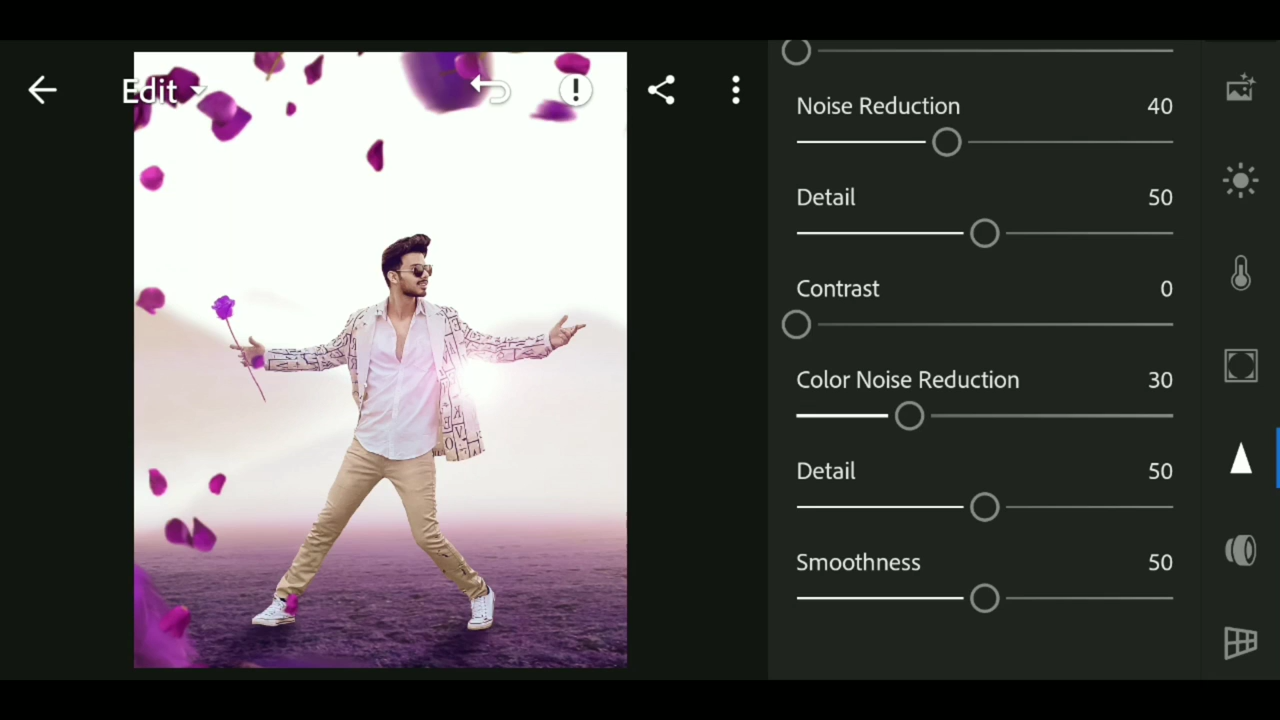 Edit
Noise Reduction 40
Detail 50
Contrast 0
Color Noise Reduction 30
Detail 50
Smoothness 50